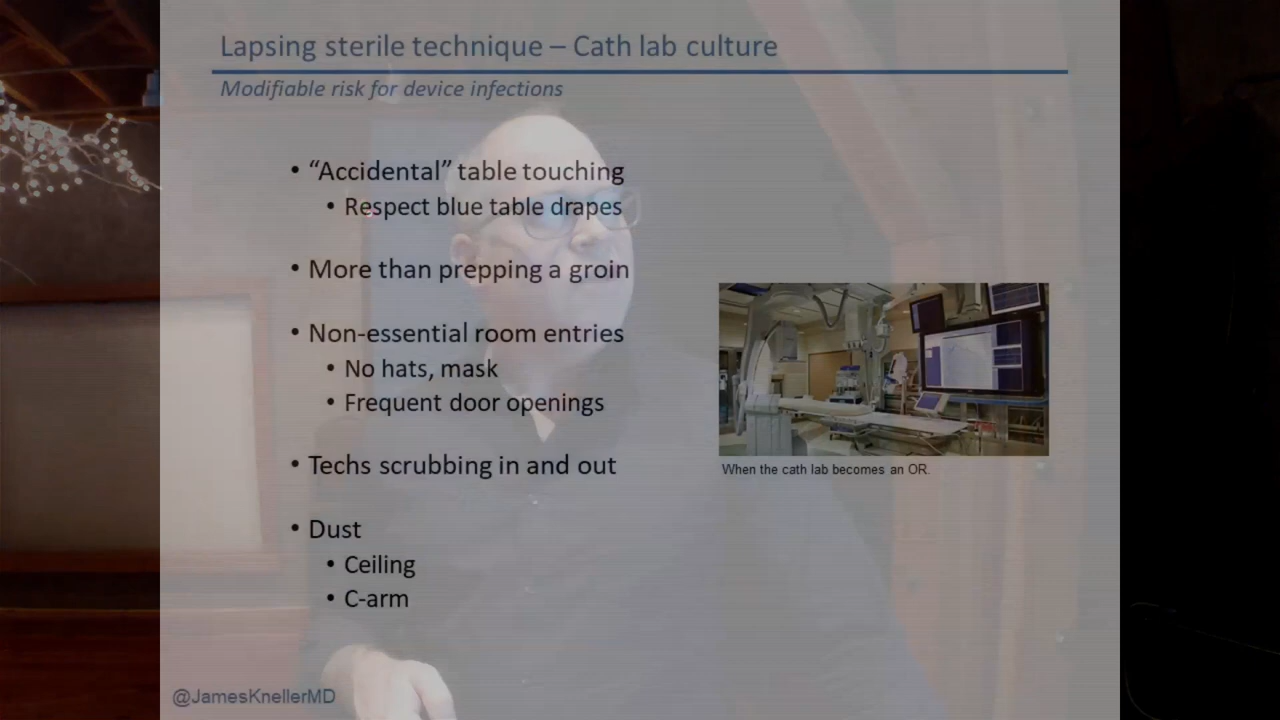 Lapsing sterile technique – Cath lab culture
Modifiable risk for device infections
• “Accidental” table touching
• Respect blue table drapes
• More than prepping a groin
• Non-essential room entries
• No hats, mask
• Frequent door openings
• Techs scrubbing in and out
When the cath lab becomes an OR.
• Dust
• Ceiling
• C-arm
@JamesKnellerMD